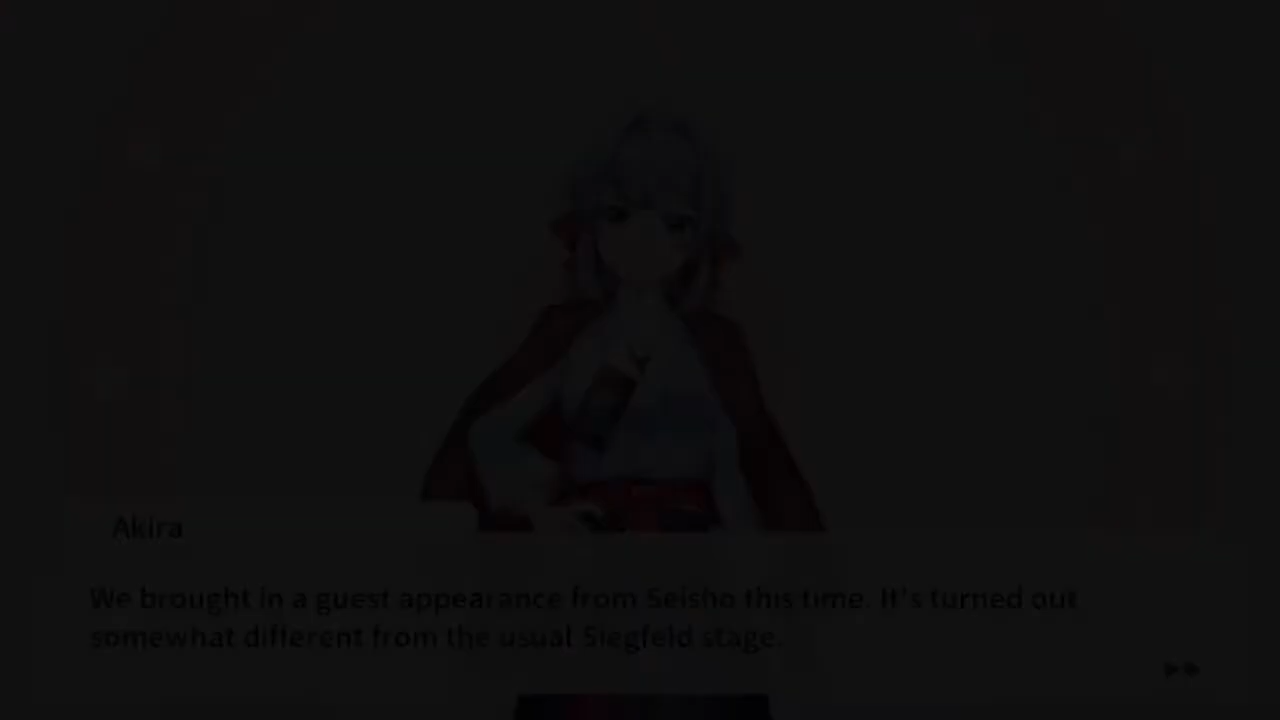 Akira
We brought in a guest appearance from Seisho this time. It's turned out
somewhat different from the usual Siegfeld stage.